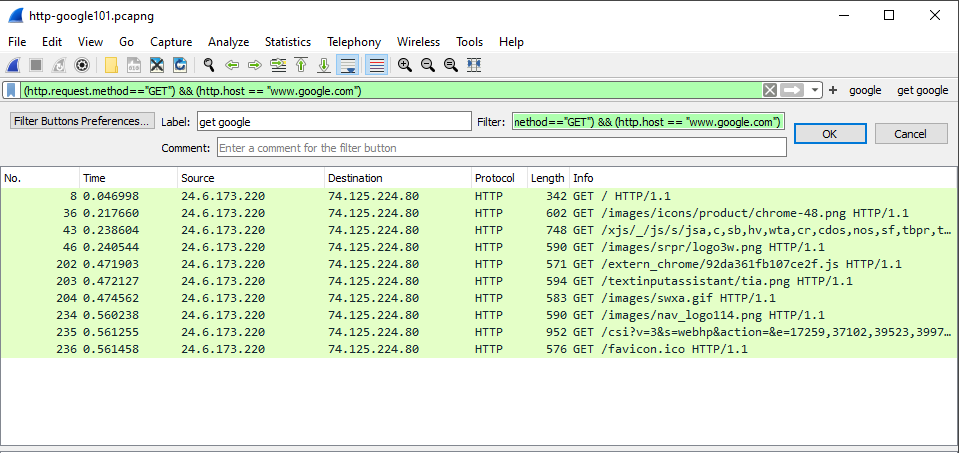 http-google101.pcapng
File Edit View Go Capture Analyze Statistics Telephony Wireless Tools Help
(http.request.method=="GET") && (http.host == "www.google.com") + google get google
Filter Buttons Preferences... Label: get google Filter: nethod=="GET") && (http.host == "www.google.com") OK Cancel
Comment: Enter a comment for the filter button
No. Time Source Destination Protocol Length Info
8 0.046998 24.6.173.220 74.125.224.80 HTTP 342 GET / HTTP/1.1
36 0.217660 24.6.173.220 74.125.224.80 HTTP 602 GET /images/icons/product/chrome-48.png HTTP/1.1
43 0.238604 24.6.173.220 74.125.224.80 HTTP 748 GET /xjs/_/js/s/jsa,c,sb,hv,wta,cr,cdos,nos,sf,tbpr,t…
46 0.240544 24.6.173.220 74.125.224.80 HTTP 590 GET /images/srpr/logo3w.png HTTP/1.1
202 0.471903 24.6.173.220 74.125.224.80 HTTP 571 GET /extern_chrome/92da361fb107ce2f.js HTTP/1.1
203 0.472127 24.6.173.220 74.125.224.80 HTTP 594 GET /textinputassistant/tia.png HTTP/1.1
204 0.474562 24.6.173.220 74.125.224.80 HTTP 583 GET /images/swxa.gif HTTP/1.1
234 0.560238 24.6.173.220 74.125.224.80 HTTP 590 GET /images/nav_logo114.png HTTP/1.1
235 0.561255 24.6.173.220 74.125.224.80 HTTP 952 GET /csi?v=3&s=webhp&action=&e=17259,37102,39523,3997…
236 0.561458 24.6.173.220 74.125.224.80 HTTP 576 GET /favicon.ico HTTP/1.1